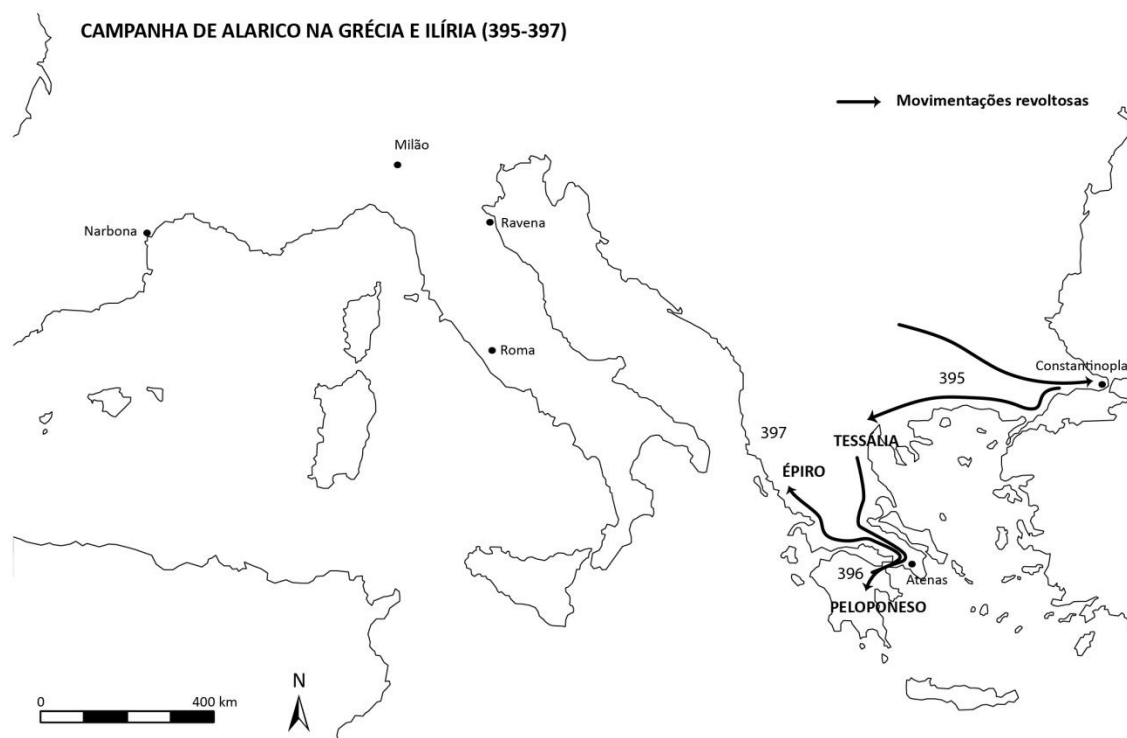 CAMPANHA DE ALARICO NA GRÉCIA E ILÍRIA (395-397)
Movimentações revoltosas
Milão
Narbona
Ravena
Roma
Constantinopla
395
397
TESSÁLIA
ÉPIRO
396
Atenas
PELOPONESO
N
0 400 km